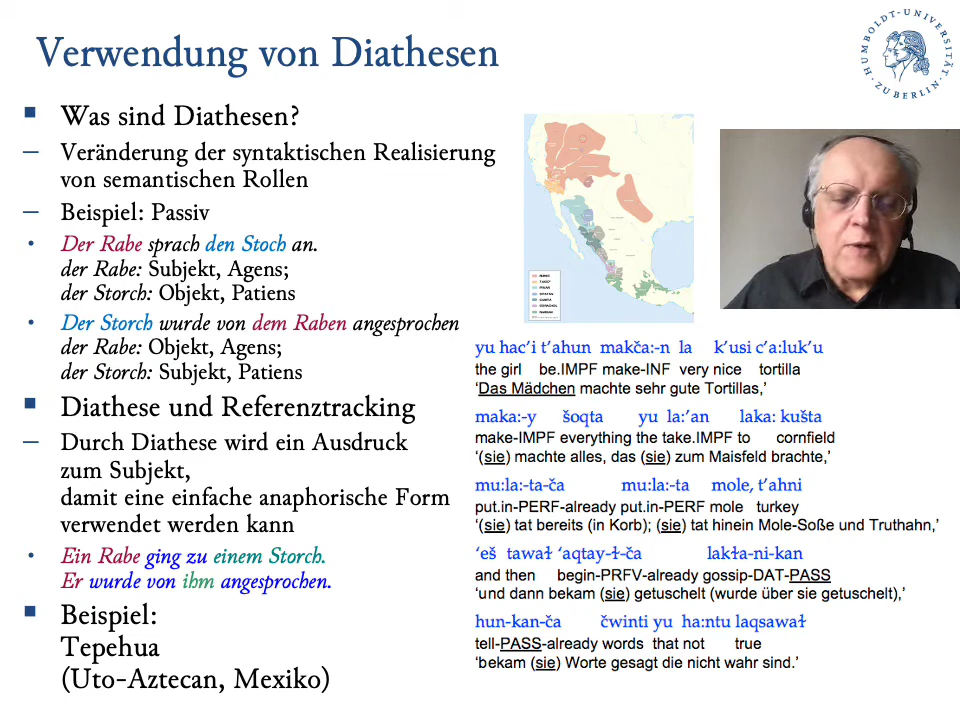 Verwendung von Diathesen
HUMBOLDT-UNIVERSITÄT
ZU BERLIN
▪ Was sind Diathesen?
– Veränderung der syntaktischen Realisierung
von semantischen Rollen
– Beispiel: Passiv
• Der Rabe sprach den Stoch an.
der Rabe: Subjekt, Agens;
der Storch: Objekt, Patiens
• Der Storch wurde von dem Raben angesprochen
der Rabe: Objekt, Agens;
der Storch: Subjekt, Patiens
▪ Diathese und Referenztracking
– Durch Diathese wird ein Ausdruck
zum Subjekt,
damit eine einfache anaphorische Form
verwendet werden kann
• Ein Rabe ging zu einem Storch.
Er wurde von ihm angesprochen.
▪ Beispiel:
Tepehua
(Uto-Aztecan, Mexiko)
yu hac’i t’ahun makča:-n la k’usi c’a:luk’u
the girl be.IMPF make-INF very nice tortilla
‘Das Mädchen machte sehr gute Tortillas,’
maka:-y šoqta yu la:’an laka: kušta
make-IMPF everything the take.IMPF to cornfield
‘(sie) machte alles, das (sie) zum Maisfeld brachte,’
mu:la:-ta-ča mu:la:-ta mole, t’ahni
put.in-PERF-already put.in-PERF mole turkey
‘(sie) tat bereits (in Korb); (sie) tat hinein Mole-Soße und Truthahn,’
‘eš tawaɫ ‘aqtay-ɫ-ča lakɫa-ni-kan
and then begin-PRFV-already gossip-DAT-PASS
‘und dann bekam (sie) getuschelt (wurde über sie getuschelt),’
hun-kan-ča čwinti yu ha:ntu laqsawaɫ
tell-PASS-already words that not true
‘bekam (sie) Worte gesagt die nicht wahr sind.’